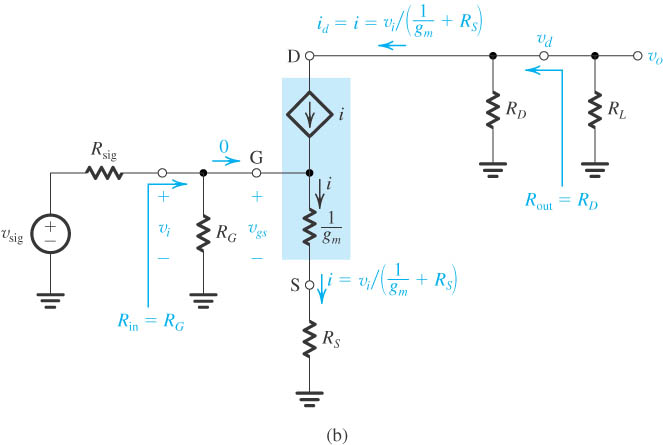 i_d = i = v_i/(1/g_m + R_S)
D
v_d
v_o
i
R_D
R_L
R_sig
0
G
i
+
+
v_sig
+
−
v_i
R_G
v_gs
1/g_m
R_out = R_D
−
−
S
i = v_i/(1/g_m + R_S)
R_in = R_G
R_S
(b)